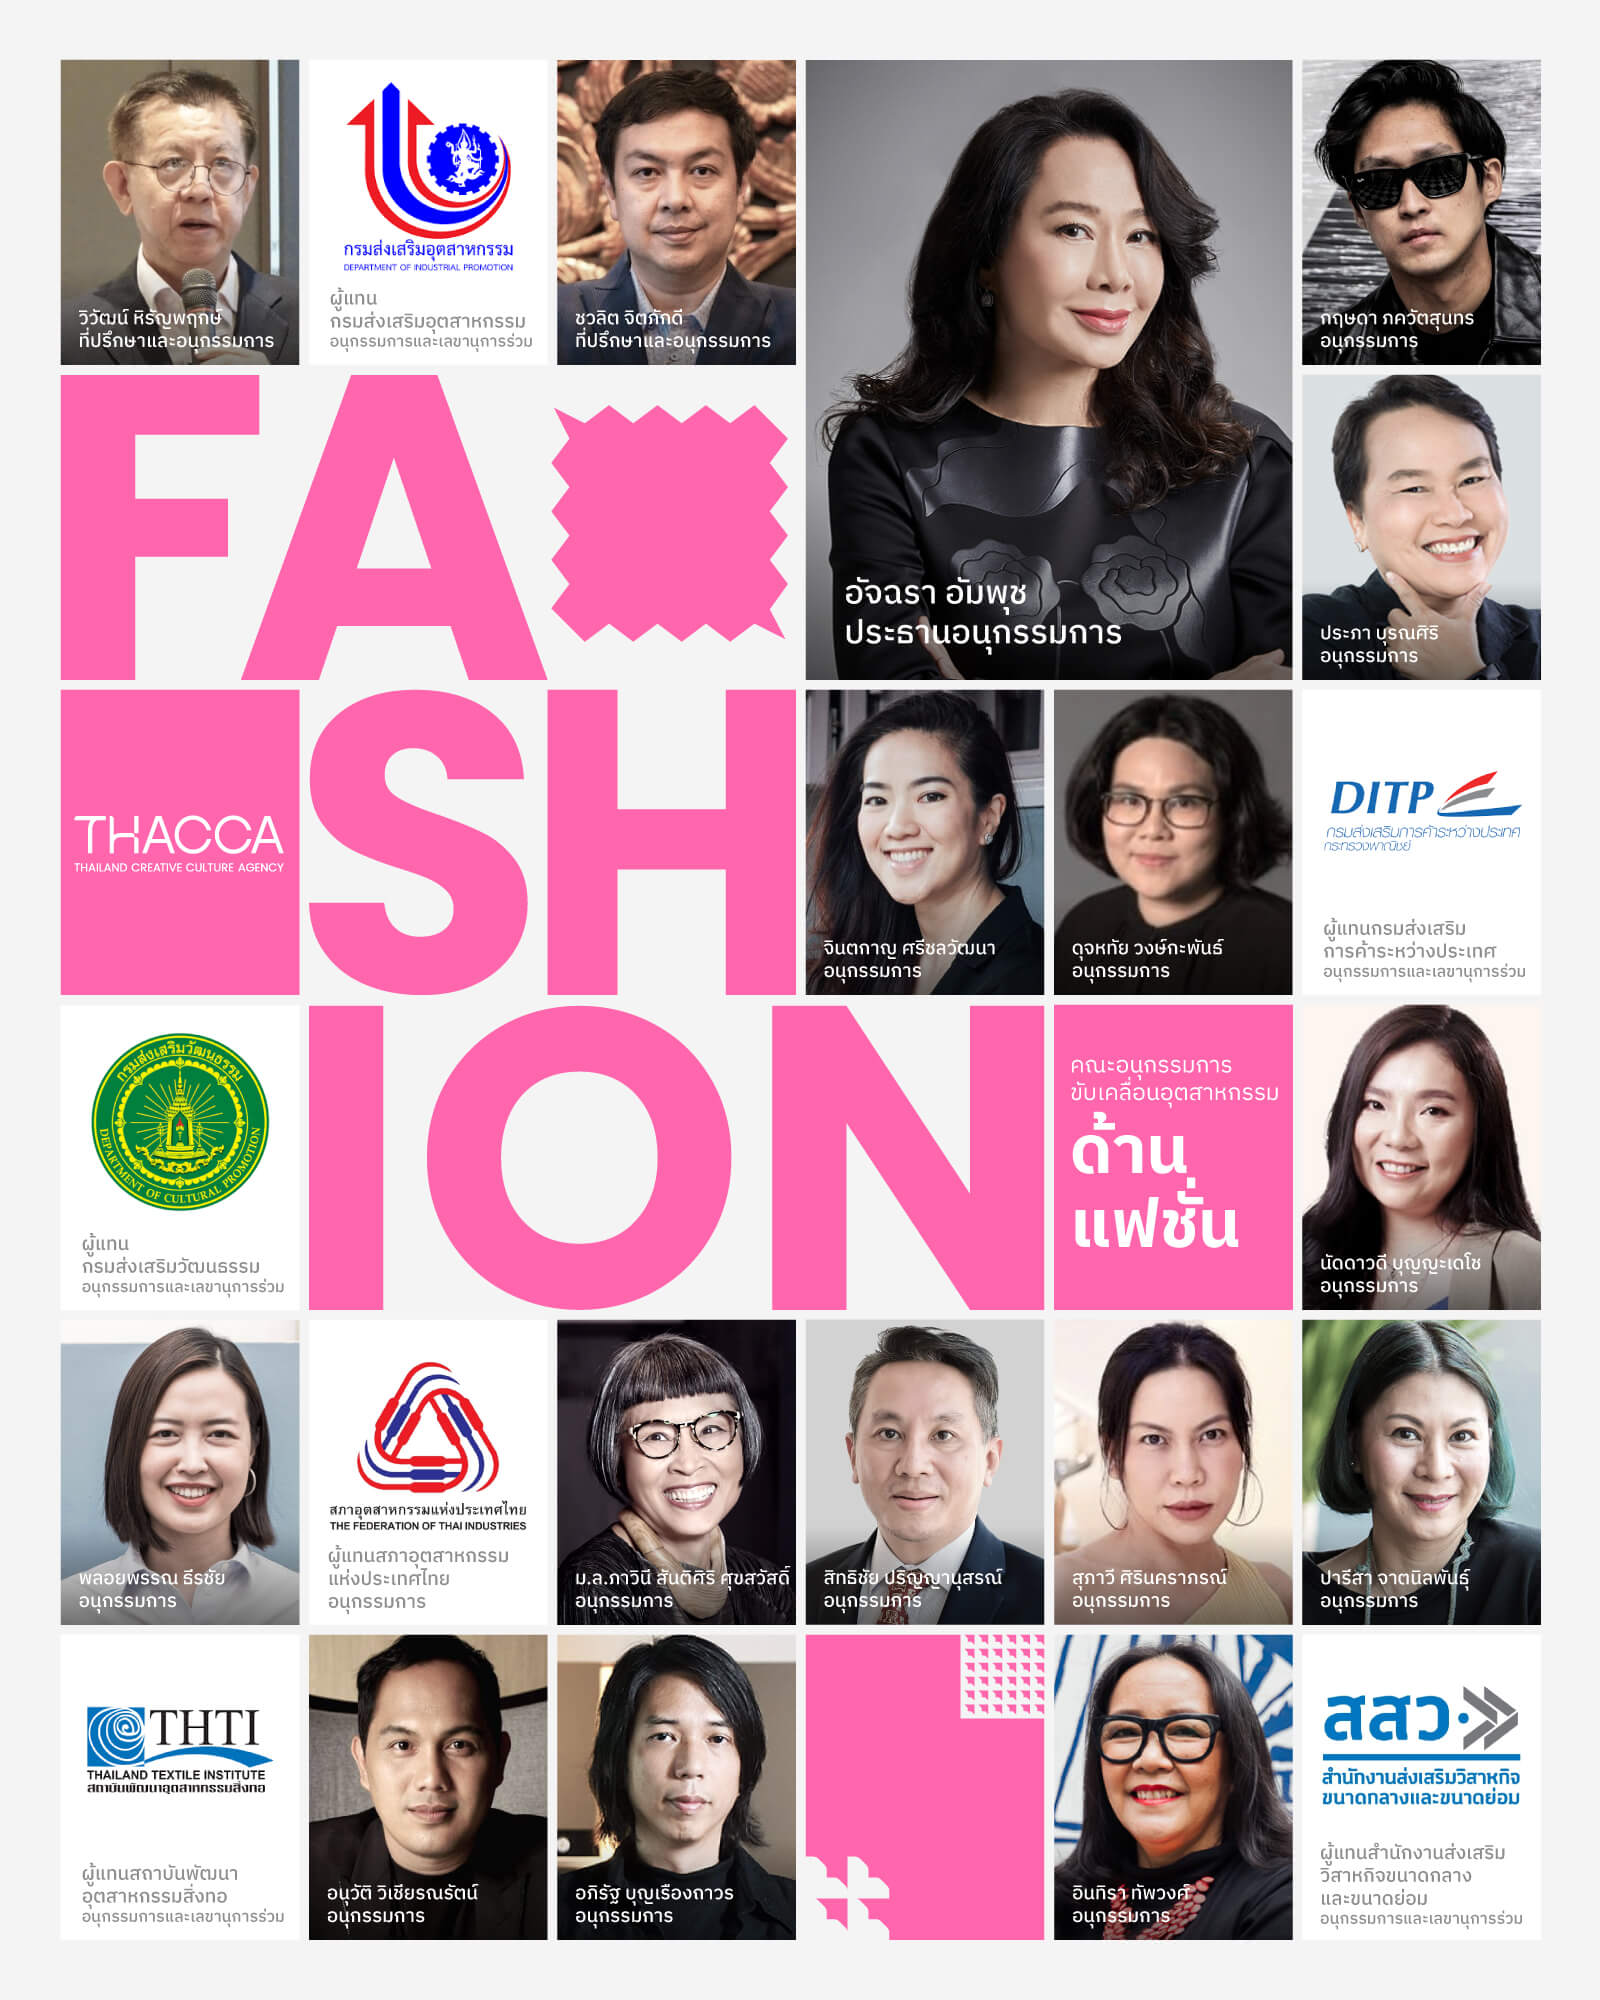 วิวัฒน์ หิรัญพฤกษ์
ที่ปรึกษาและอนุกรรมการ
กรมส่งเสริมอุตสาหกรรม
DEPARTMENT OF INDUSTRIAL PROMOTION
ผู้แทน
กรมส่งเสริมอุตสาหกรรม
อนุกรรมการและเลขานุการร่วม
ชวลิต จิตภักดี
ที่ปรึกษาและอนุกรรมการ
อัจฉรา อัมพุช
ประธานอนุกรรมการ
กฤษดา ภควัตสุนทร
อนุกรรมการ
FA
ประภา บุรณศิริ
อนุกรรมการ
THACCA
THAILAND CREATIVE CULTURE AGENCY
SH
จินตกาญ ศรีชลวัฒนา
อนุกรรมการ
ดุจหทัย วงษ์กะพันธ์
อนุกรรมการ
DITP
กรมส่งเสริมการค้าระหว่างประเทศ
กระทรวงพาณิชย์
ผู้แทนกรมส่งเสริม
การค้าระหว่างประเทศ
อนุกรรมการและเลขานุการร่วม
กรมส่งเสริมวัฒนธรรม
DEPARTMENT OF CULTURAL PROMOTION
ผู้แทน
กรมส่งเสริมวัฒนธรรม
อนุกรรมการและเลขานุการร่วม
ION
คณะอนุกรรมการ
ขับเคลื่อนอุตสาหกรรม
ด้าน
แฟชั่น
นัดดาวดี บุญญะเดโช
อนุกรรมการ
พลอยพรรณ ธีรชัย
อนุกรรมการ
สภาอุตสาหกรรมแห่งประเทศไทย
THE FEDERATION OF THAI INDUSTRIES
ผู้แทนสภาอุตสาหกรรม
แห่งประเทศไทย
อนุกรรมการ
ม.ล.ภาวินี สันติศิริ ศุขสวัสดิ์
อนุกรรมการ
สิทธิชัย ปริญญานุสรณ์
อนุกรรมการ
สุภาวี ศิรินคราภรณ์
อนุกรรมการ
ปารีสา จาตนิลพันธุ์
อนุกรรมการ
THTI
THAILAND TEXTILE INSTITUTE
สถาบันพัฒนาอุตสาหกรรมสิ่งทอ
ผู้แทนสถาบันพัฒนา
อุตสาหกรรมสิ่งทอ
อนุกรรมการและเลขานุการร่วม
อนุวัติ วิเชียรณรัตน์
อนุกรรมการ
อภิรัฐ บุญเรืองถาวร
อนุกรรมการ
อินทิรา ทัพวงศ์
อนุกรรมการ
สสว.
สำนักงานส่งเสริมวิสาหกิจ
ขนาดกลางและขนาดย่อม
ผู้แทนสำนักงานส่งเสริม
วิสาหกิจขนาดกลาง
และขนาดย่อม
อนุกรรมการและเลขานุการร่วม